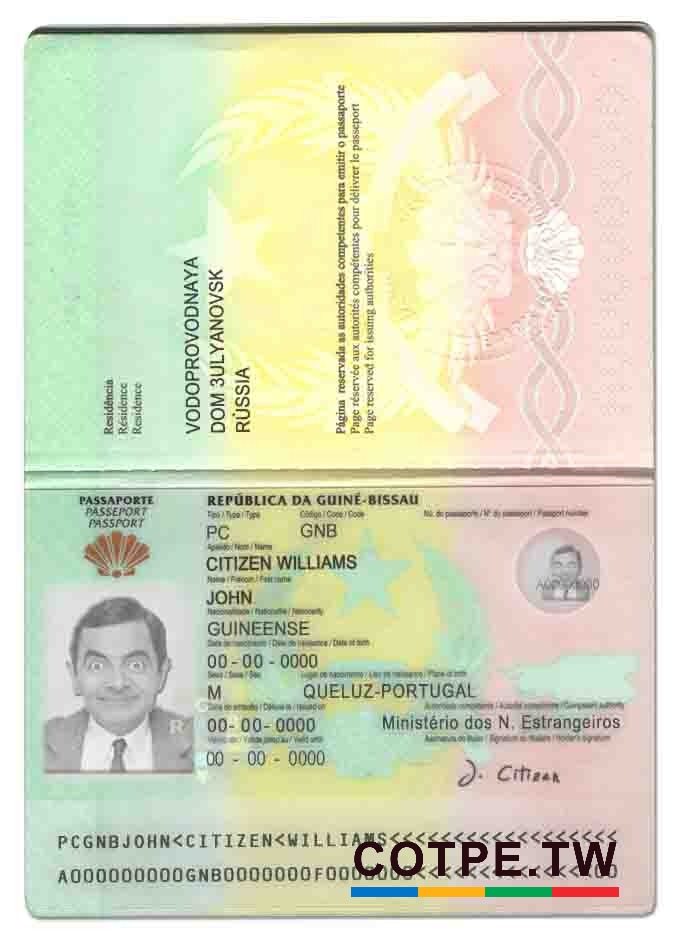 Residência
Résidence
Residence
VODOPROVODNAYA
DOM 3ULYANOVSK
RUSSIA
Página reservada as autoridades competentes para emitir o passaporte
Page réservée aux autorités compétentes pour délivrer le passeport
Page reserved for issuing authorities
PASSAPORTE
PASSEPORT
PASSPORT
REPÚBLICA DA GUINÉ-BISSAU
Tipo / Type / Type Código / Code / Code No. do passaporte / Nº. du passeport / Passport number
PC GNB
Apelido / Nom / Name
CITIZEN WILLIAMS
Nome / Prénom / First name
JOHN
Nacionalidade / Nationalité / Nationality
GUINEENSE
Data de nascimento / Date de naissance / Date of birth
00-00-0000
Sexo / Sexe / Sex Lugar de nascimento / Lieu de naissance / Place of birth
M QUELUZ-PORTUGAL
Data de emissão / Délivré le / Issued on Autoridade competente / Autorité compétente / Competent authority
00-00-0000 Ministério dos N. Estrangeiros
Válido até / Valide jusqu'au / Valid until Assinatura do titular / Signature du titulaire / Holder's signature
00 - 00 - 0000
J. Citizen
R
PCGNBJOHN<CITIZEN<WILLIAMS<<<<<<<<<<<<<<<<<<
COTPE.TW